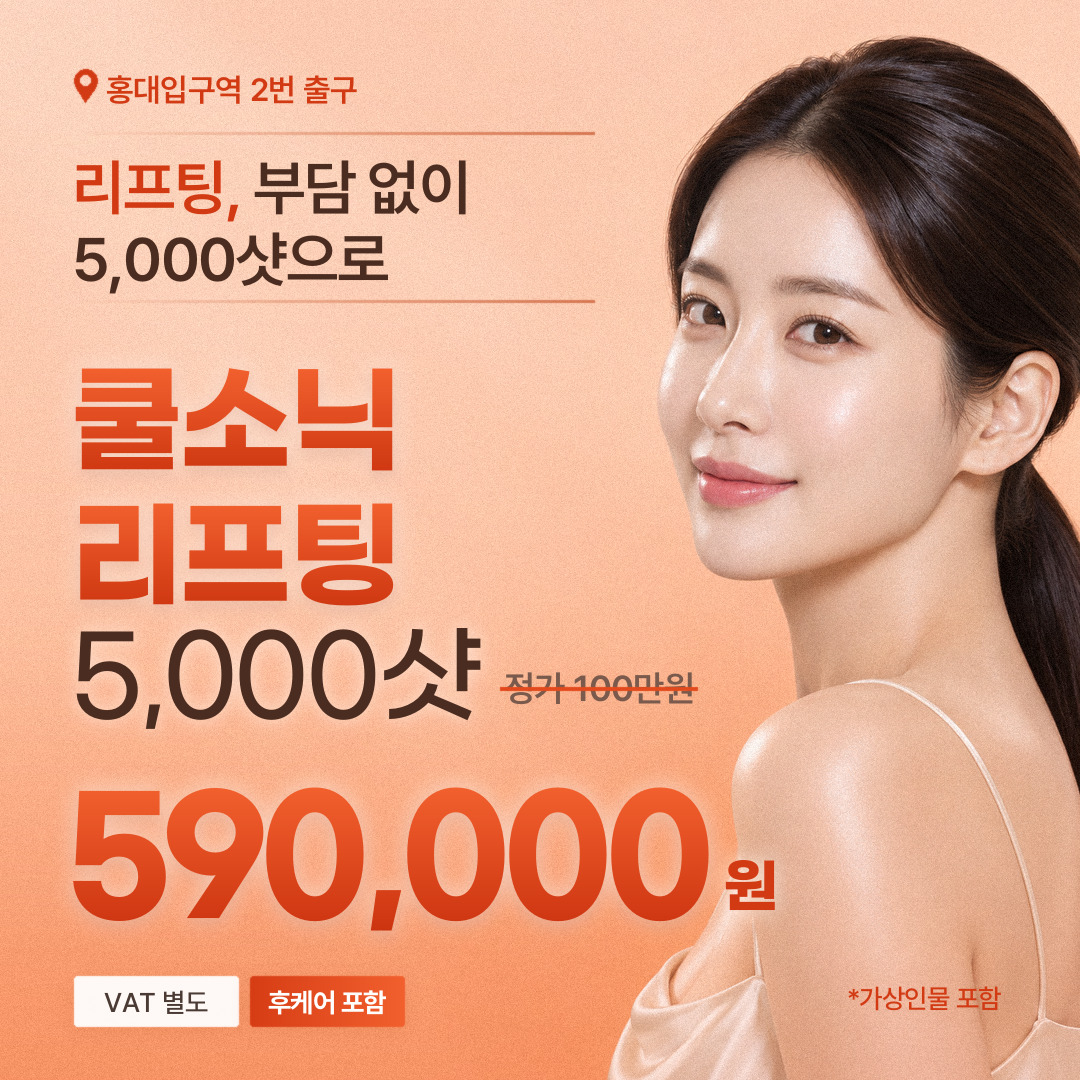 홍대입구역 2번 출구
리프팅, 부담 없이
5,000샷으로
쿨소닉
리프팅
5,000샷
정가 100만원
590,000원
VAT 별도
후케어 포함
*가상인물 포함